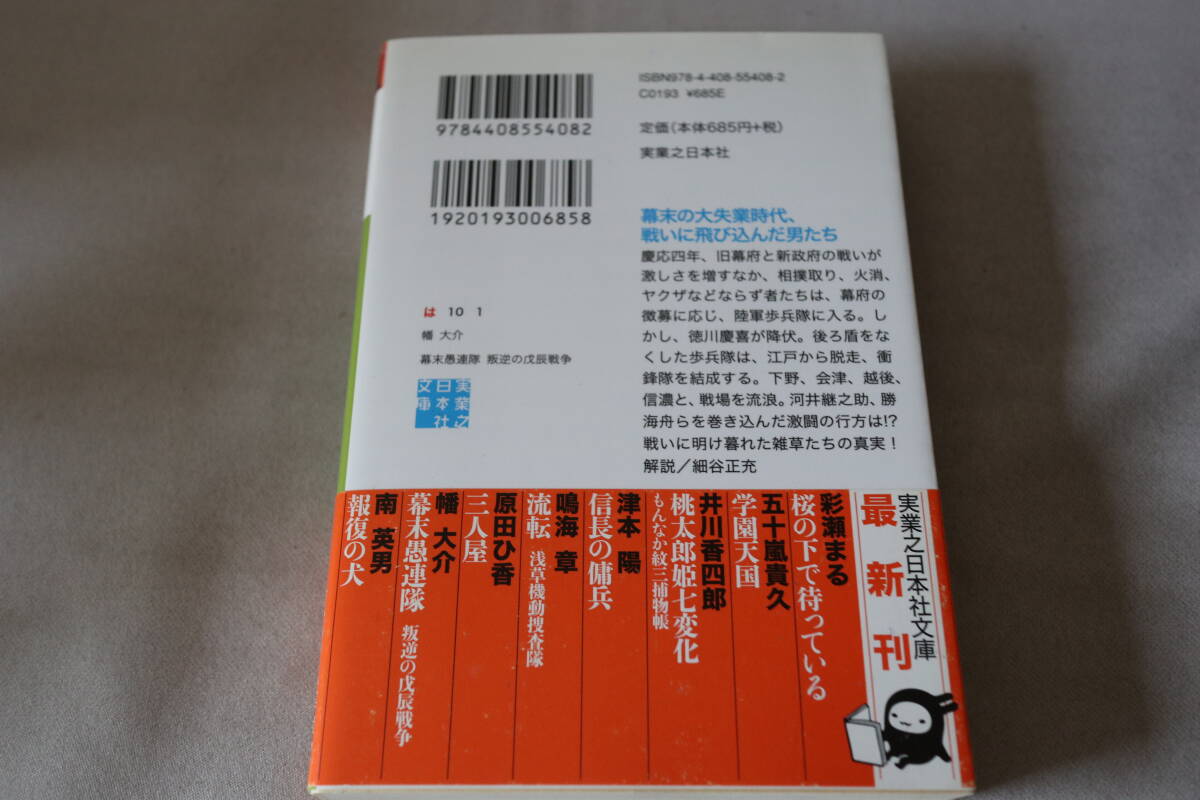 9784408554082
1920193006858
ISBN978-4-408-55408-2
C0193 ¥685E
定価(本体685円+税)
実業之日本社
幕末の大失業時代、
戦いに飛び込んだ男たち
慶応四年、旧幕府と新政府の戦いが
激しさを増すなか、相撲取り、火消、
ヤクザなどならず者たちは、幕府の
徴募に応じ、陸軍歩兵隊に入る。し
かし、徳川慶喜が降伏。後ろ盾をな
くした歩兵隊は、江戸から脱走、衝
鋒隊を結成する。下野、会津、越後、
信濃と、戦場を流浪。河井継之助、勝
海舟らを巻き込んだ激闘の行方は!?
戦いに明け暮れた雑草たちの真実!
解説/細谷正充
は 10 1
幡 大介
幕末愚連隊 叛逆の戊辰戦争
実業之
日本社
文庫
実業之日本社文庫
最新刊
彩瀬まる
桜の下で待っている
五十嵐貴久
学園天国
井川香四郎
桃太郎姫七変化
もんなか紋三捕物帳
津本 陽
信長の傭兵
鳴海 章
流転 浅草機動捜査隊
原田ひ香
三人屋
幡 大介
幕末愚連隊 叛逆の戊辰戦争
南 英男
報復の犬